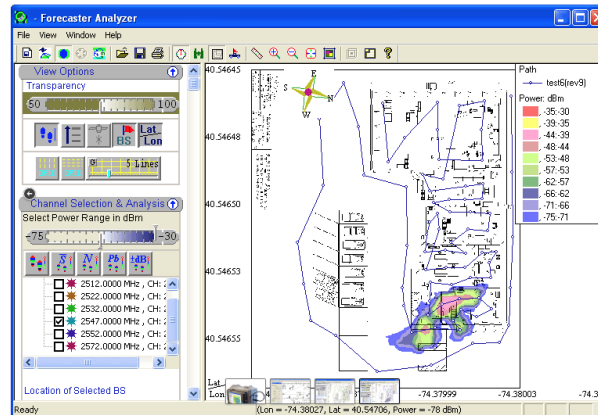 - Forecaster Analyzer
File View Window Help
View Options
Transparency
50 100
BS Lat Lon
5 Lines
Channel Selection & Analysis
Select Power Range in dBm
-75 -30
S N Pb ±dB
2512.0000 MHz , CH: 2
2522.0000 MHz , CH: 2
2532.0000 MHz , CH: 2
2547.0000 MHz , CH: 2
2552.0000 MHz , CH: 2
2572.0000 MHz , CH: 2
Location of Selected BS
40.54645
40.54648
40.54650
40.54653
40.54655
E
S
N
W
Path
test6(rev9)
Power: dBm
-35:-30
-39:-35
-44:-39
-48:-44
-53:-48
-57:-53
-62:-57
-66:-62
-71:-66
-75:-71
Lat
Lon
-74.37999 -74.38003 -74.3
Ready (Lon = -74.38027, Lat = 40.54706, Power = -78 dBm)